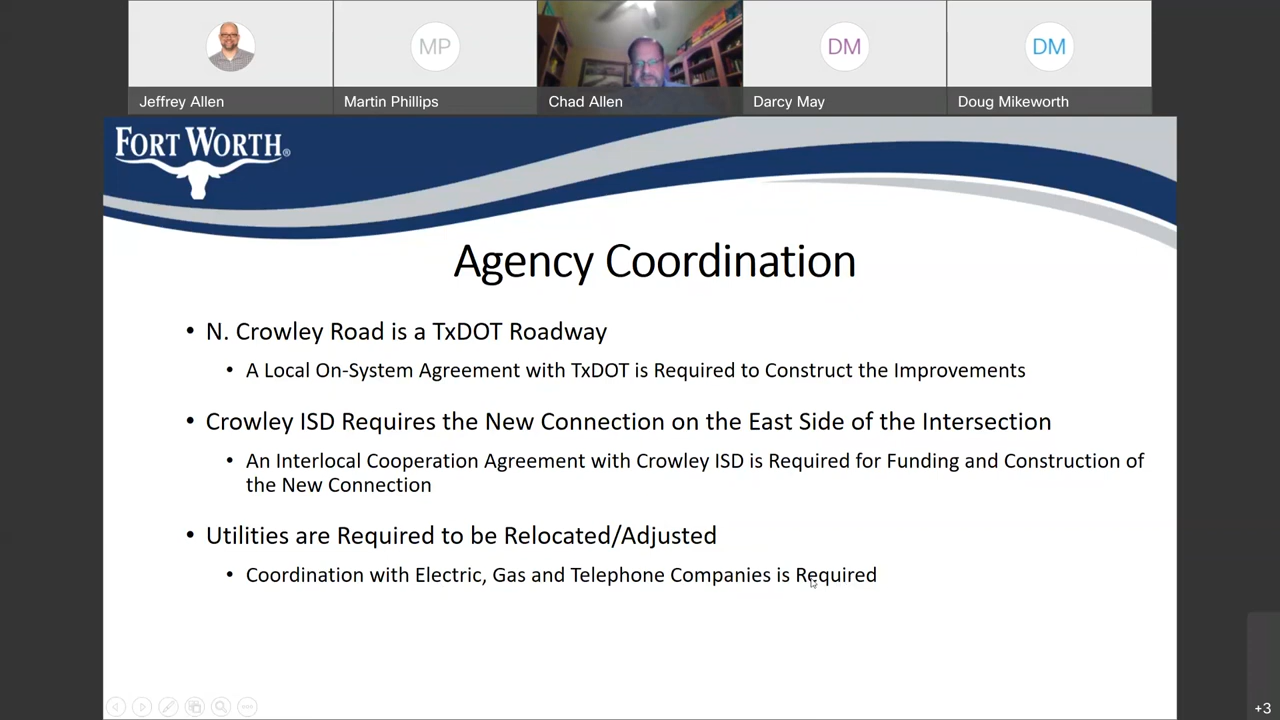 Jeffrey Allen
MP
Martin Phillips
Chad Allen
DM
Darcy May
DM
Doug Mikeworth
FORT WORTH®
Agency Coordination
• N. Crowley Road is a TxDOT Roadway
• A Local On-System Agreement with TxDOT is Required to Construct the Improvements
• Crowley ISD Requires the New Connection on the East Side of the Intersection
• An Interlocal Cooperation Agreement with Crowley ISD is Required for Funding and Construction of
the New Connection
• Utilities are Required to be Relocated/Adjusted
• Coordination with Electric, Gas and Telephone Companies is Required
+3